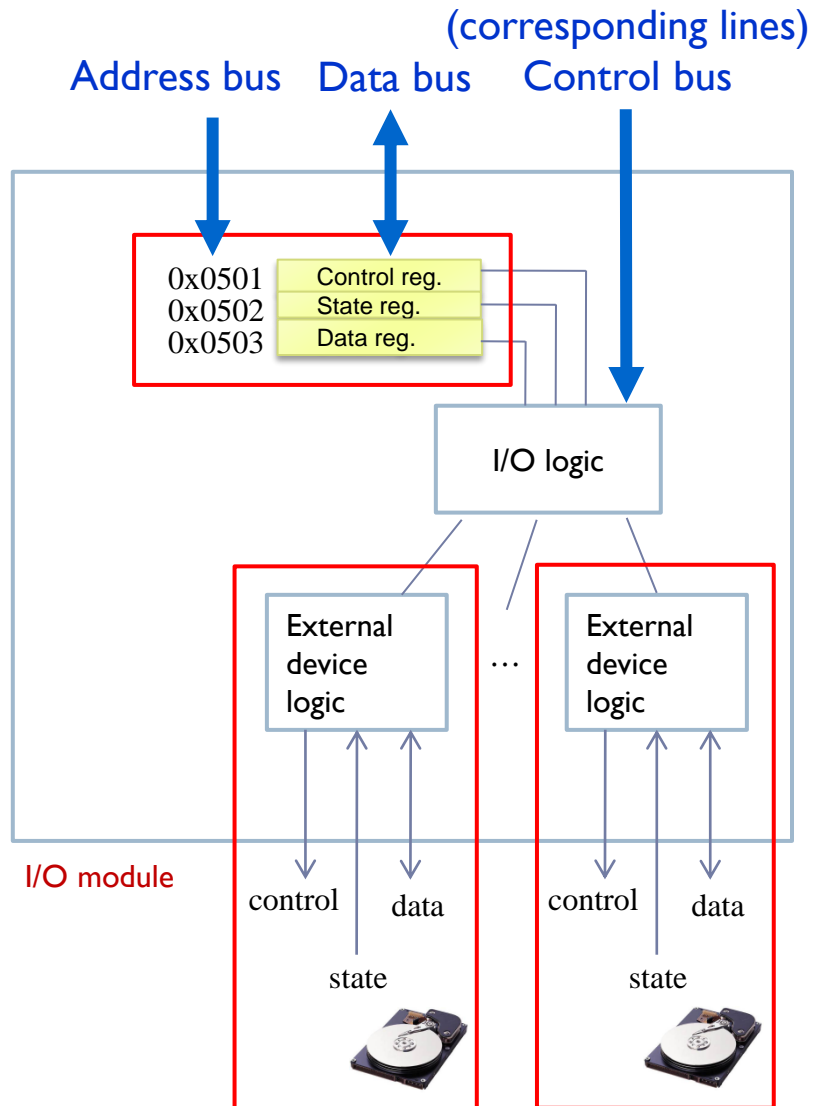 (corresponding lines)
Address bus Data bus Control bus
0x0501 Control reg.
0x0502 State reg.
0x0503 Data reg.
I/O logic
External
device
logic
...
External
device
logic
I/O module
control data
state
control data
state